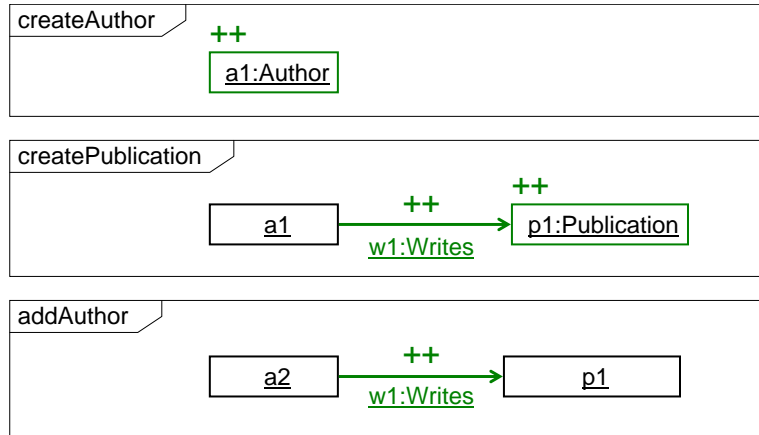 createAuthor
++
a1:Author
createPublication
++ ++
a1 p1:Publication
w1:Writes
addAuthor
++
a2 p1
w1:Writes